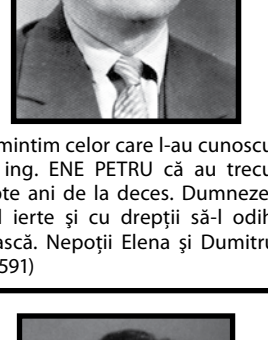 mintim celor care l-au cunoscu
ing. ENE PETRU că au trecu
te ani de la deces. Dumneze
l ierte şi cu drepţii să-l odih
ască. Nepoţii Elena şi Dumitru
591)